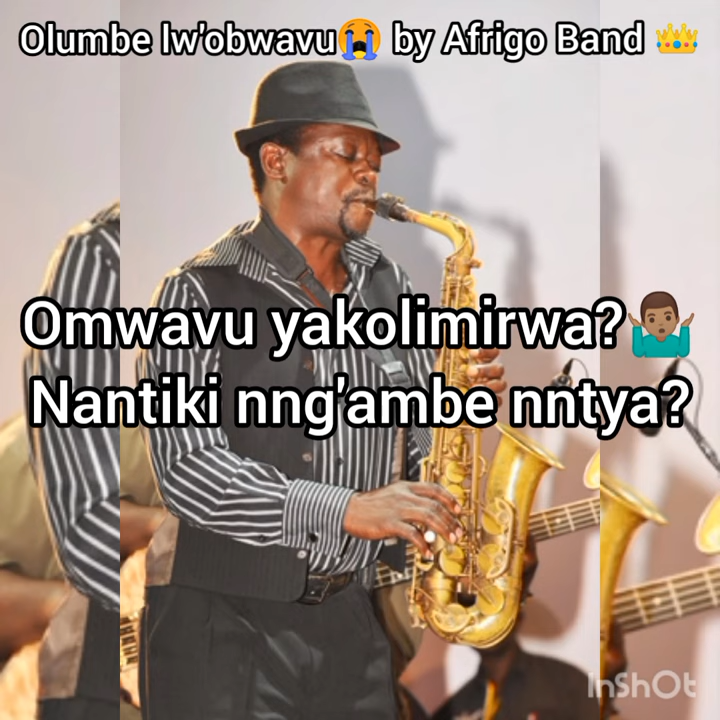 Olumbe lw'obwavu😭 by Afrigo Band 👑
Omwavu yakolimirwa?🤷🏽‍♂️
Nantiki nng'ambe nntya?
InShOt